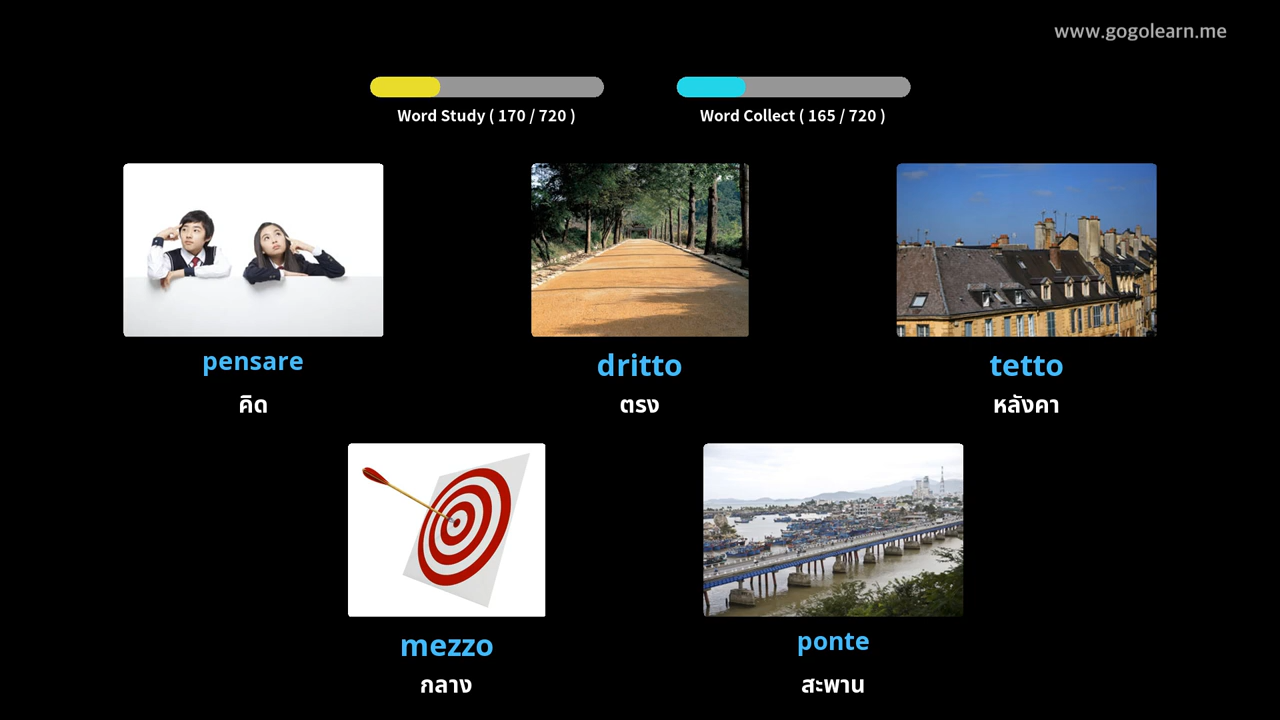 www.gogolearn.me
Word Study ( 170 / 720 )
Word Collect ( 165 / 720 )
pensare
คิด
dritto
ตรง
tetto
หลังคา
mezzo
กลาง
ponte
สะพาน